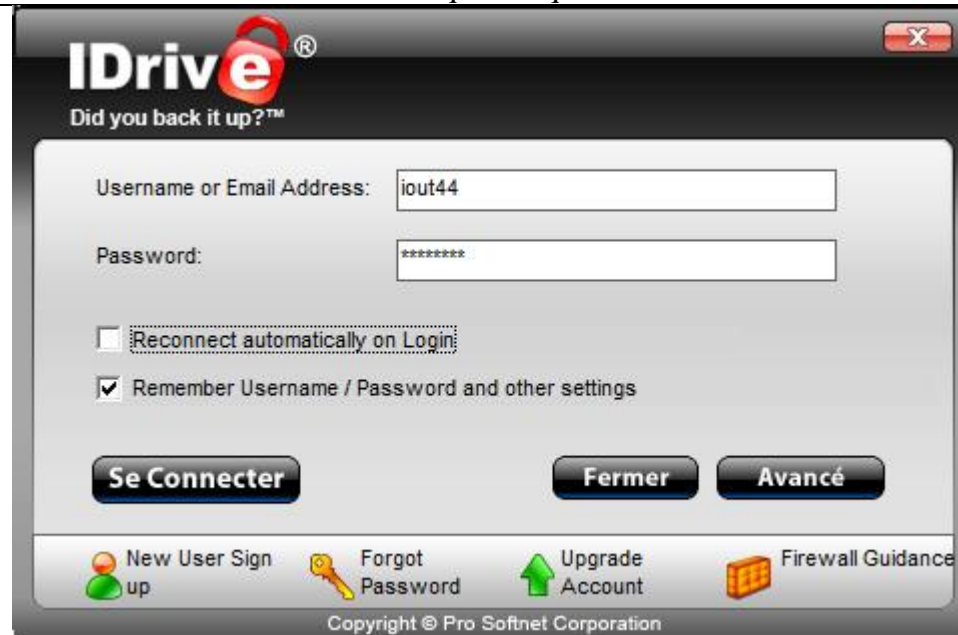 IDrive®
Did you back it up?™
Username or Email Address: iout44
Password: ********
Reconnect automatically on Login
Remember Username / Password and other settings
Se Connecter Fermer Avancé
New User Sign up
Forgot Password
Upgrade Account
Firewall Guidance
Copyright © Pro Softnet Corporation